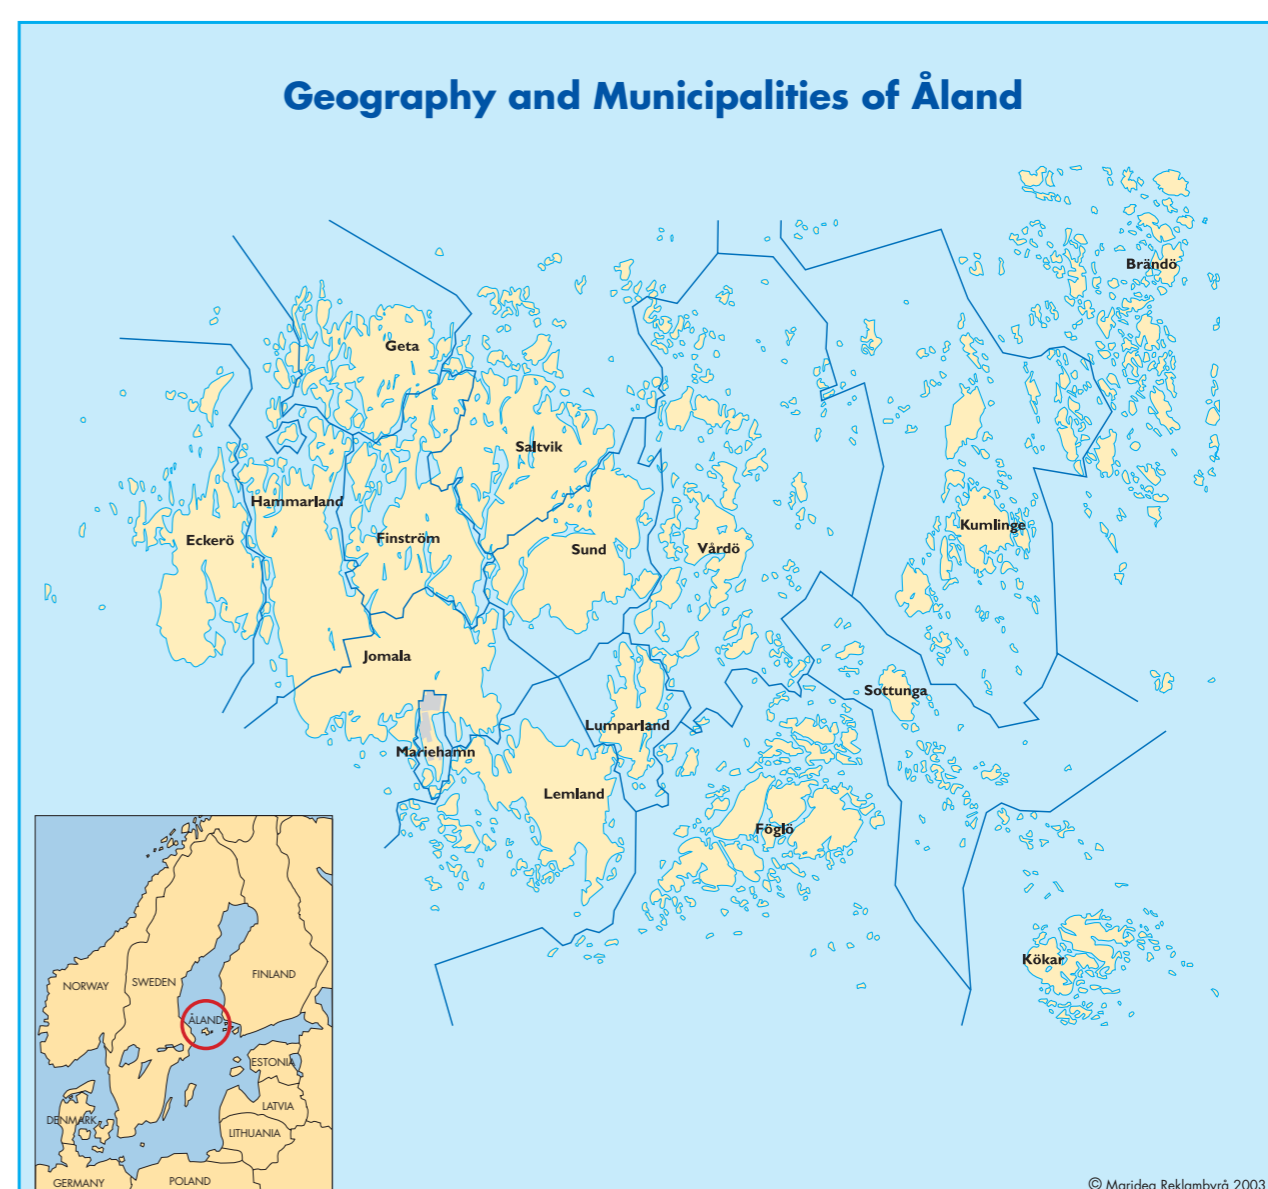 Geography and Municipalities of Åland
Brändö
Geta
Saltvik
Hammarland
Kumlinge
Finström
Eckerö
Sund
Vårdö
Jomala
Sottunga
Lumparland
Mariehamn
Lemland
Föglö
Kökar
FINLAND
NORWAY
SWEDEN
ÅLAND
ESTONIA
LATVIA
DENMARK
LITHUANIA
GERMANY
POLAND
© Maridea Reklambyrå 2003